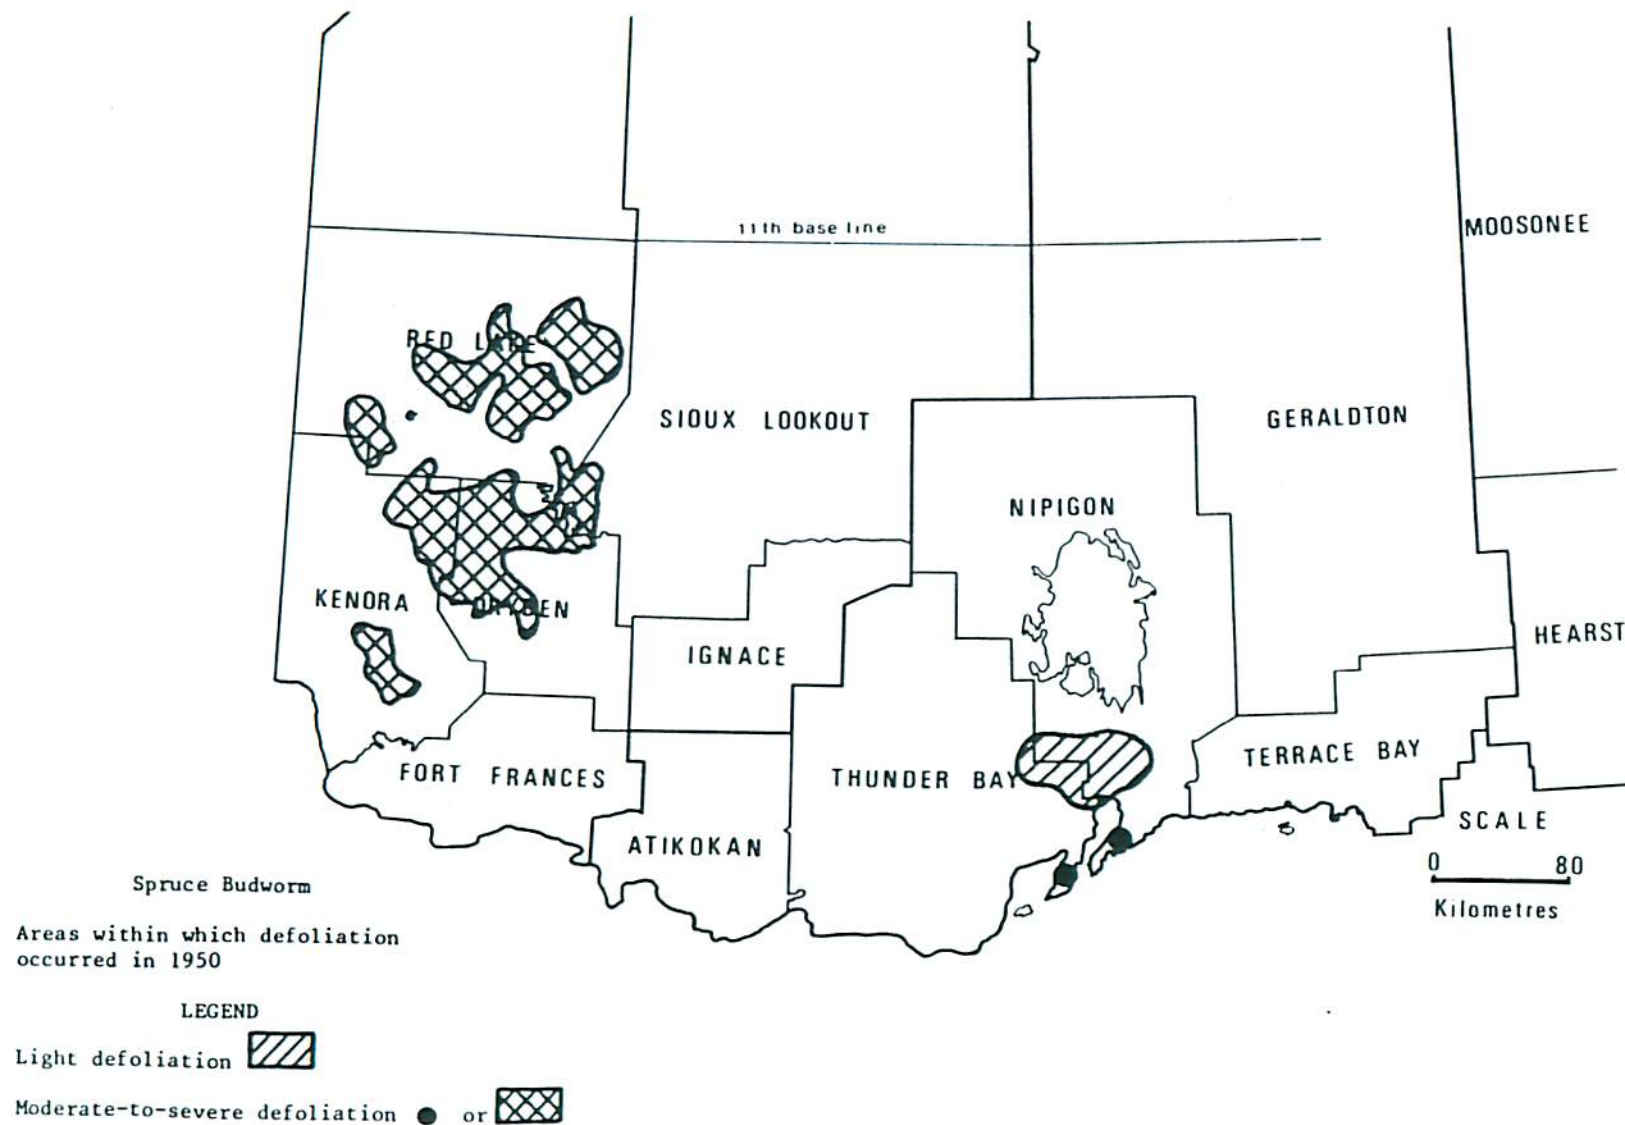 11th base line
MOOSONEE
RED LAKE
SIOUX LOOKOUT
GERALDTON
NIPIGON
KENORA
DRYDEN
IGNACE
HEARST
FORT FRANCES
THUNDER BAY
TERRACE BAY
ATIKOKAN
SCALE
0 80
Kilometres
Spruce Budworm
Areas within which defoliation
occurred in 1950
LEGEND
Light defoliation
Moderate-to-severe defoliation or